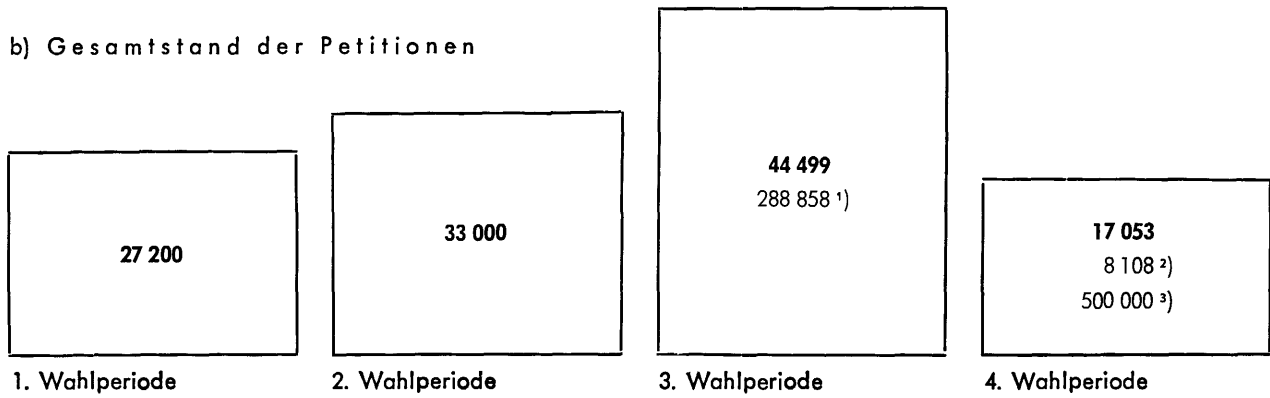 b) Gesamtstand der Petitionen
27 200
33 000
44 499
288 858 ¹)
17 053
8 108 ²)
500 000 ³)
1. Wahlperiode
2. Wahlperiode
3. Wahlperiode
4. Wahlperiode